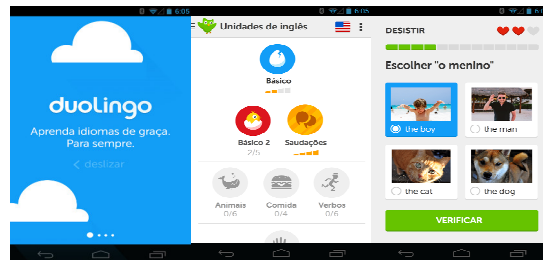 6:05
duolingo
Aprenda idiomas de graça.
Para sempre.
< deslizar
6:05
Unidades de inglês
Básico
Básico 2
2/5
Saudações
Animais
0/6
Comida
0/4
Verbos
0/6
DESISTIR
Escolher "o menino"
the boy
the man
the cat
the dog
VERIFICAR